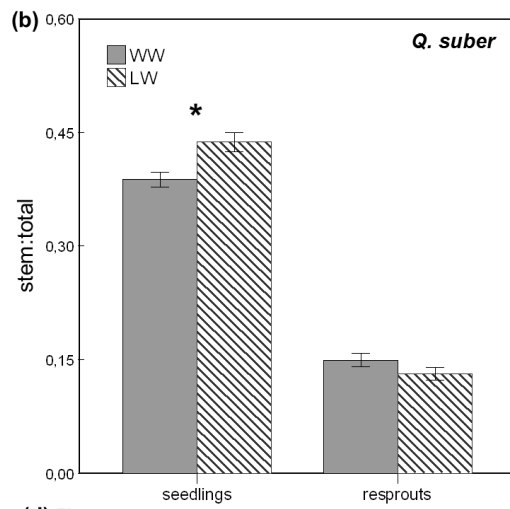 (b)
0,60
Q. suber
WW
LW
*
0,45
stem:total
0,30
0,15
0,00
seedlings resprouts